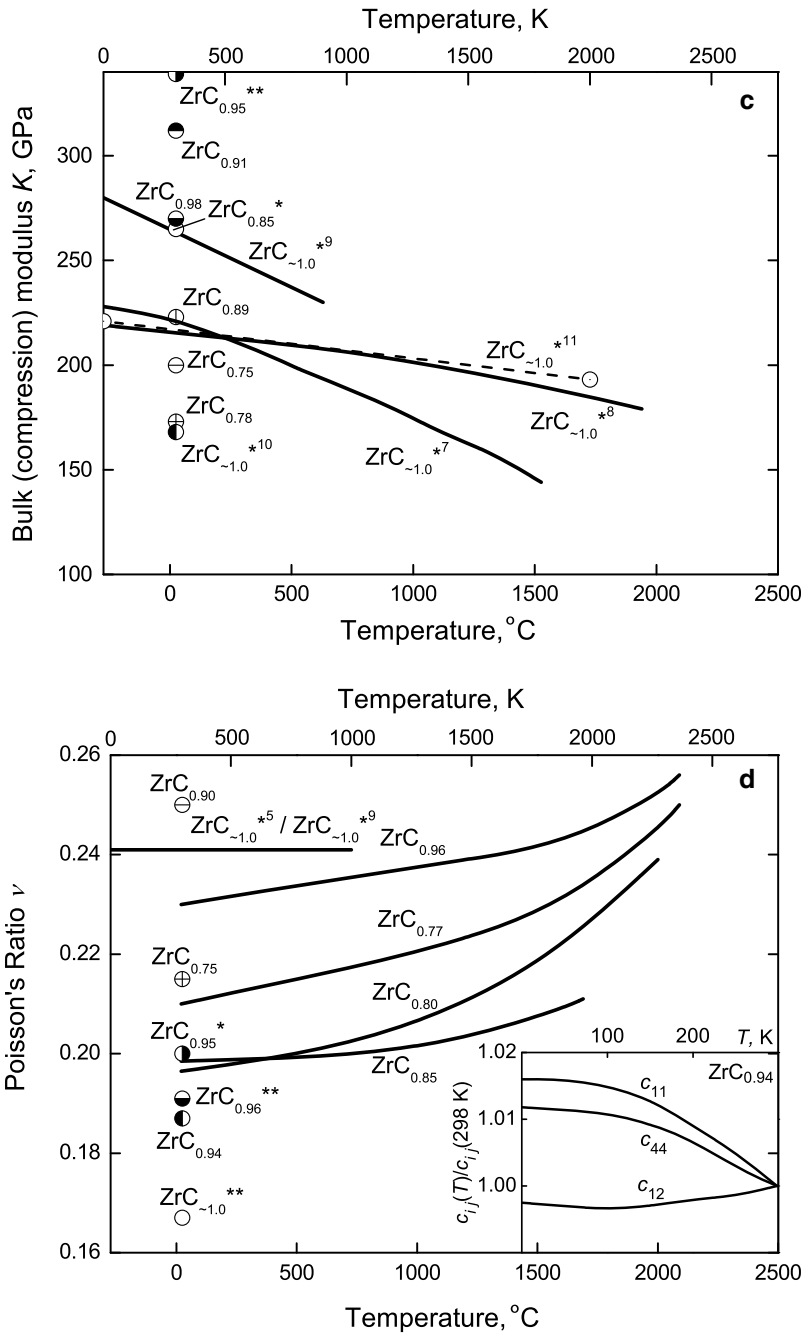 Temperature, K
0 500 1000 1500 2000 2500
c
ZrC0.95**
ZrC0.91
300
ZrC0.98
ZrC0.85*
ZrC~1.0*9
250
ZrC0.89
ZrC~1.0*11
200
ZrC0.75
ZrC0.78
ZrC~1.0*8
ZrC~1.0*10
ZrC~1.0*7
150
100
Bulk (compression) modulus K, GPa
0 500 1000 1500 2000 2500
Temperature, °C
Temperature, K
0 500 1000 1500 2000 2500
0.26
d
ZrC0.90
ZrC~1.0*5 / ZrC~1.0*9
ZrC0.96
0.24
ZrC0.77
0.22
ZrC0.75
ZrC0.80
ZrC0.95*
0.20
ZrC0.85
ZrC0.96**
ZrC0.94
0.18
ZrC~1.0**
0.16
Poisson's Ratio ν
100 200 T, K
1.02
ZrC0.94
c11
1.01
c44
1.00
c12
cij(T)/cij(298 K)
0 500 1000 1500 2000 2500
Temperature, °C